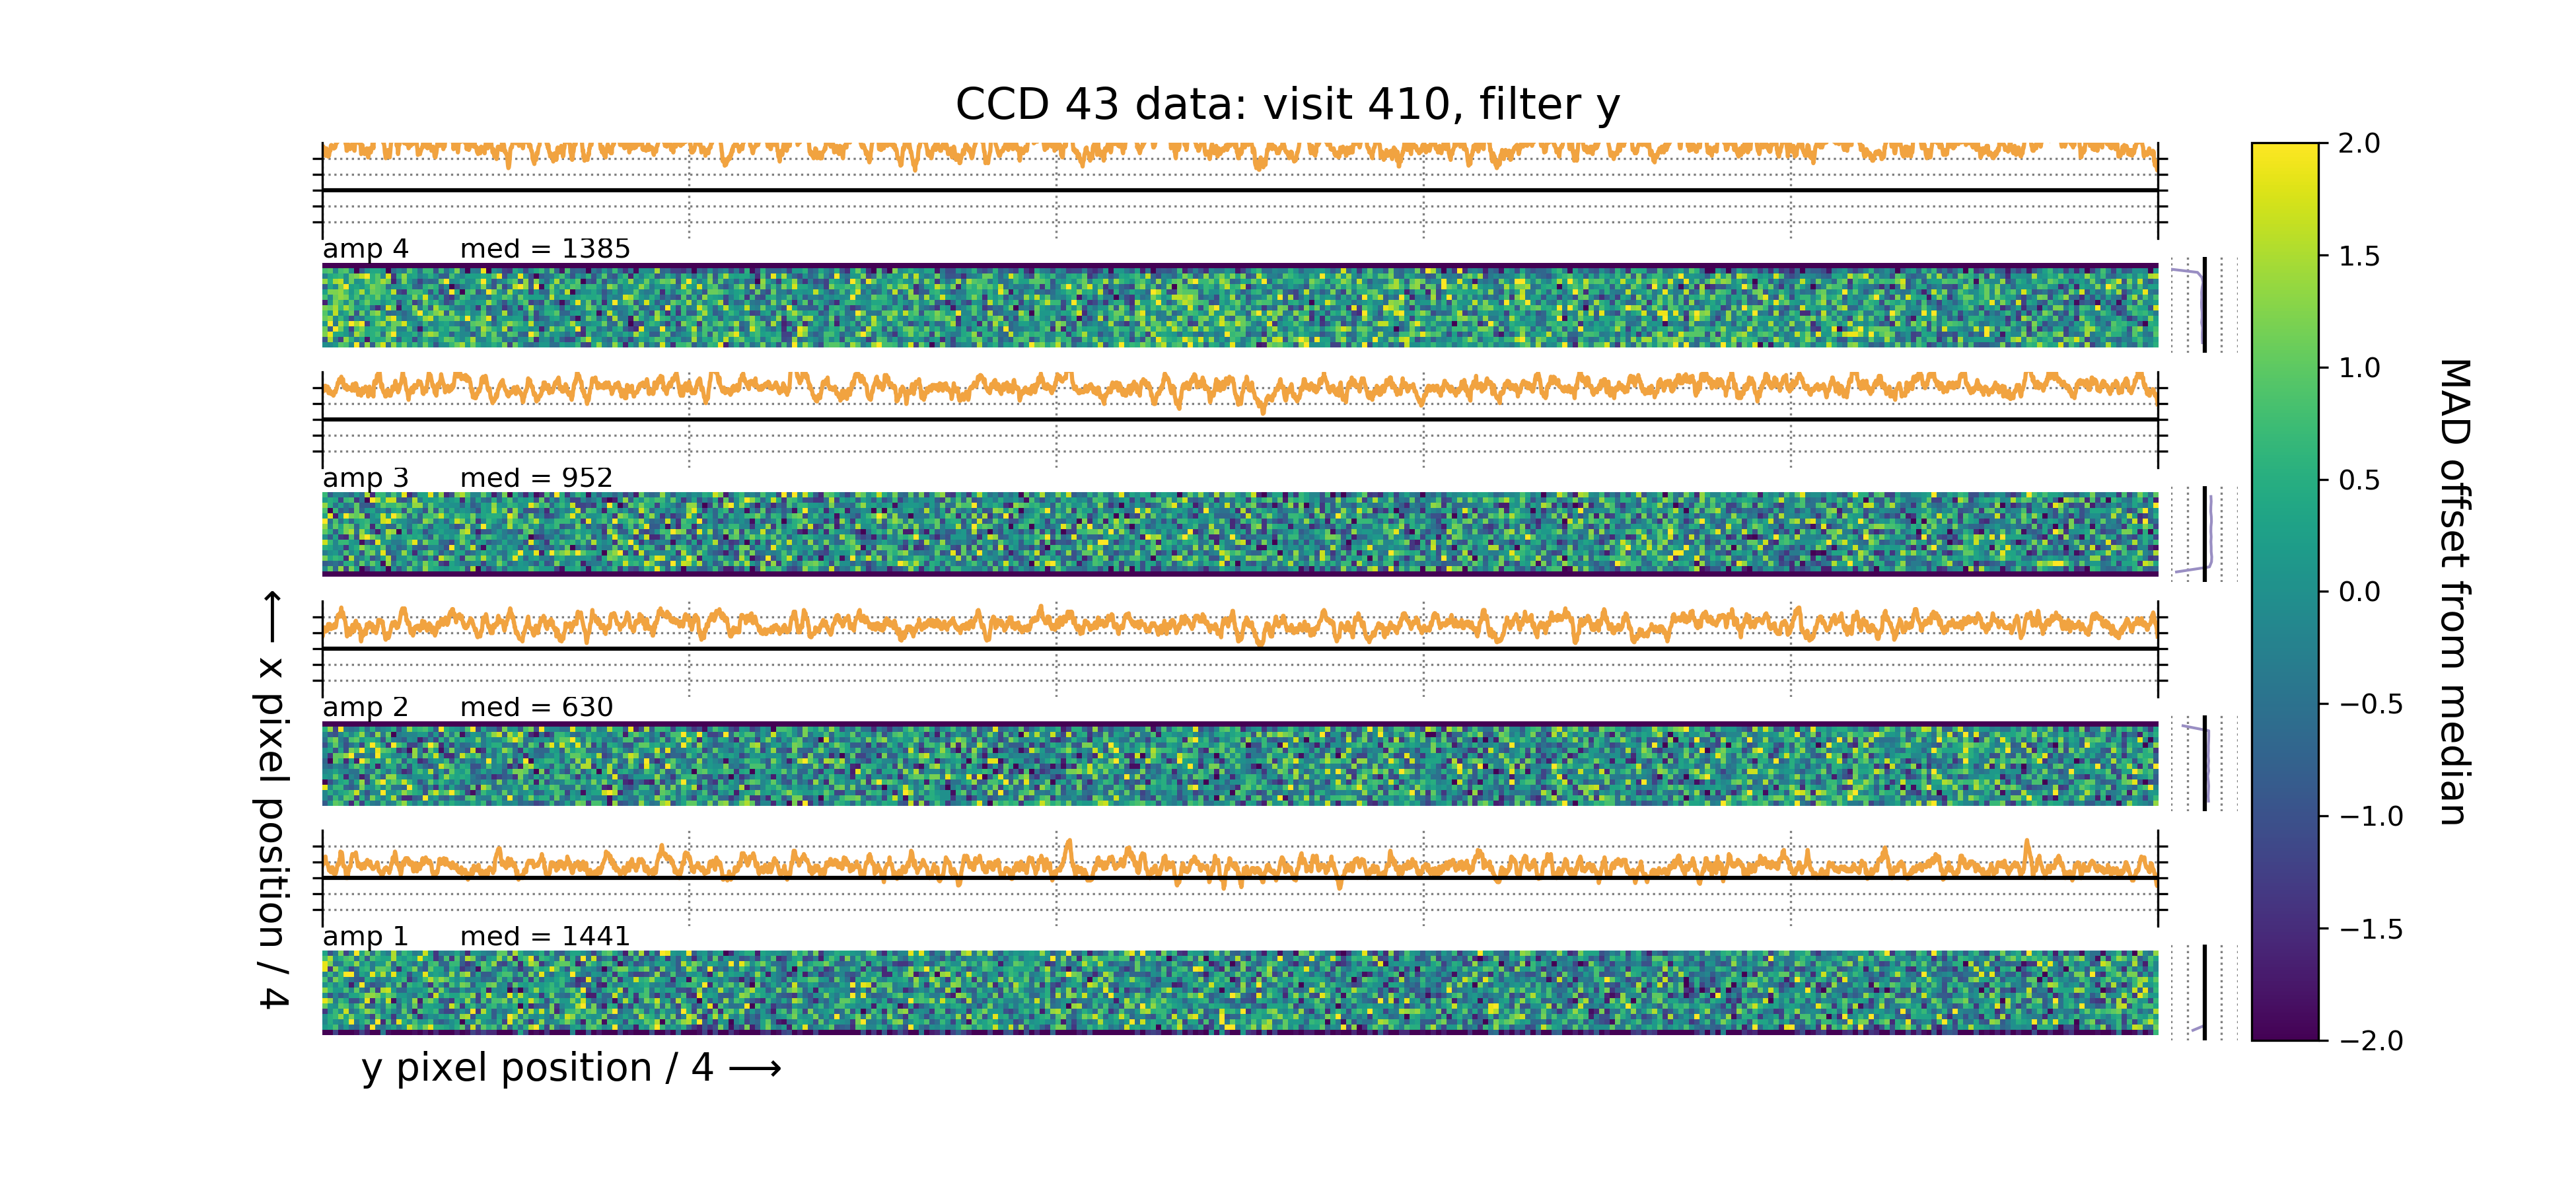 CCD 43 data: visit 410, filter y
amp 4 med = 1385
amp 3 med = 952
amp 2 med = 630
amp 1 med = 1441
⟵ x pixel position / 4
y pixel position / 4 ⟶
2.0
1.5
1.0
0.5
0.0
−0.5
−1.0
−1.5
−2.0
MAD offset from median